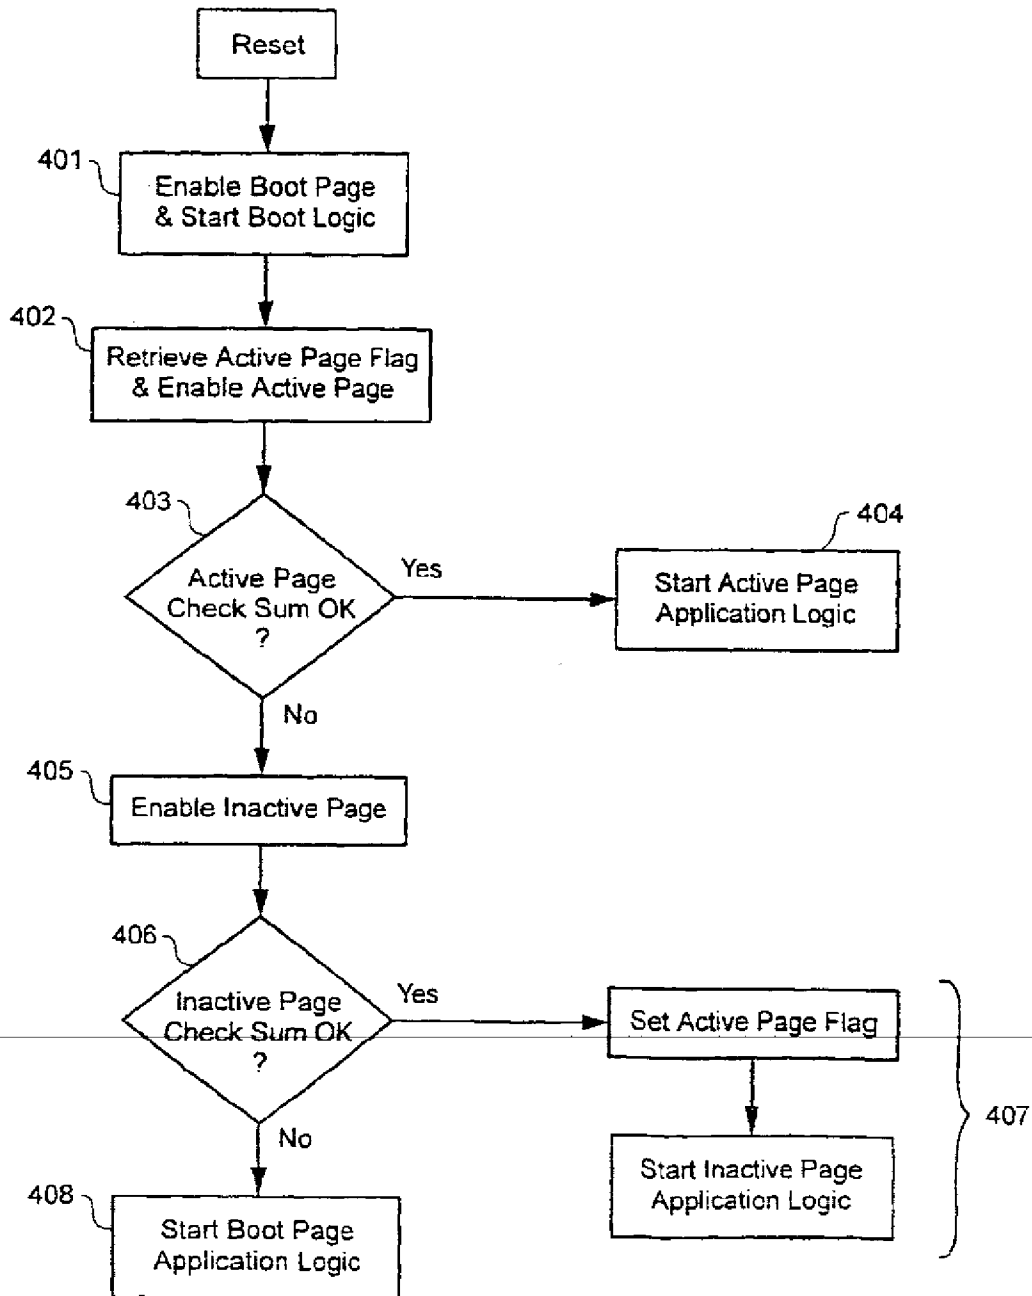 Reset
401
Enable Boot Page
& Start Boot Logic
402
Retrieve Active Page Flag
& Enable Active Page
403
Active Page
Check Sum OK
?
Yes
404
Start Active Page
Application Logic
No
405
Enable Inactive Page
406
Inactive Page
Check Sum OK
?
Yes
Set Active Page Flag
407
Start Inactive Page
Application Logic
No
408
Start Boot Page
Application Logic